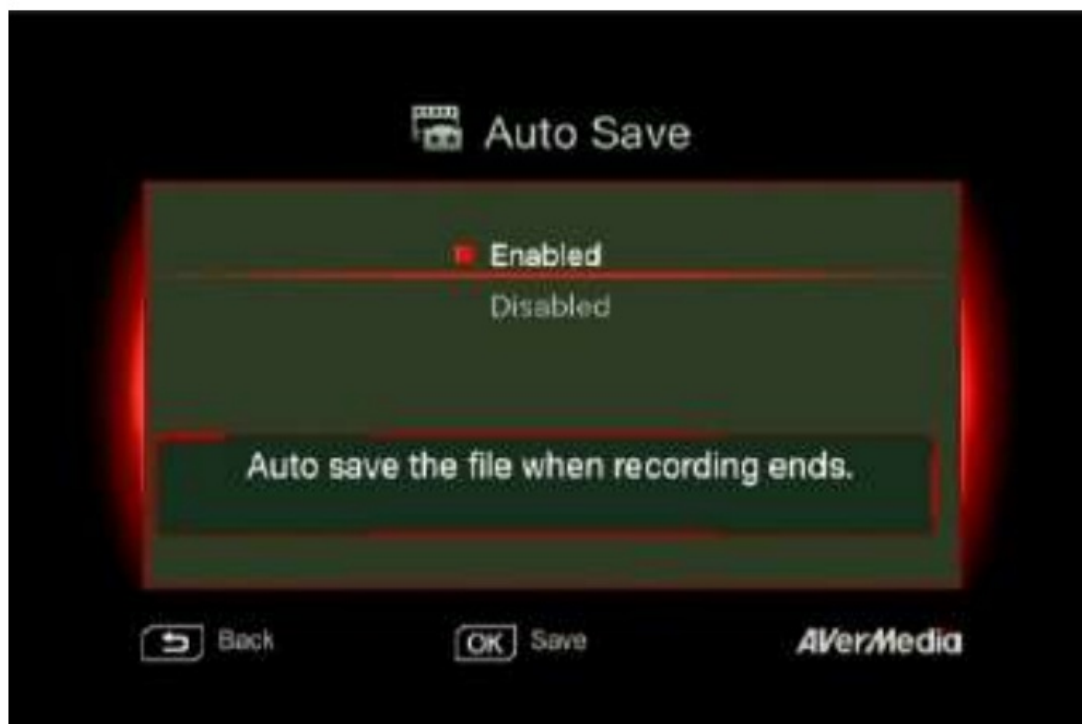 Auto Save
Enabled
Disabled
Auto save the file when recording ends.
Back OK Save AVerMedia